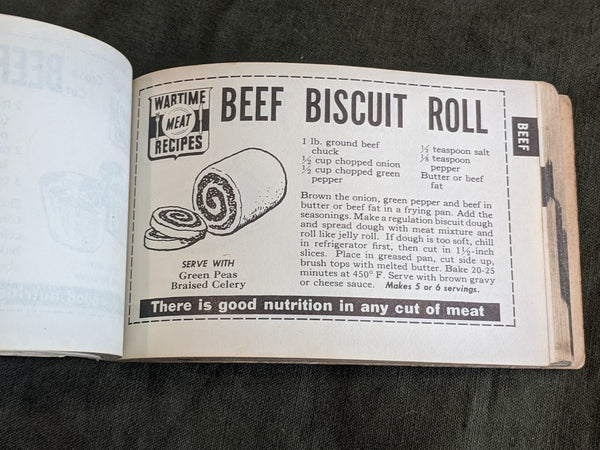 WARTIME
MEAT
RECIPES
BEEF BISCUIT ROLL
1 lb. ground beef
chuck
½ cup chopped onion
½ cup chopped green
pepper
½ teaspoon salt
⅛ teaspoon
pepper
Butter or beef
fat
Brown the onion, green pepper and beef in
butter or beef fat in a frying pan. Add the
seasonings. Make a regulation biscuit dough
and spread dough with meat mixture and
roll like jelly roll. If dough is too soft, chill
in refrigerator first, then cut in 1½-inch
slices. Place in greased pan, cut side up,
brush tops with melted butter. Bake 20-25
minutes at 450° F. Serve with brown gravy
or cheese sauce. Makes 5 or 6 servings.
SERVE WITH
Green Peas
Braised Celery
There is good nutrition in any cut of meat
BEEF